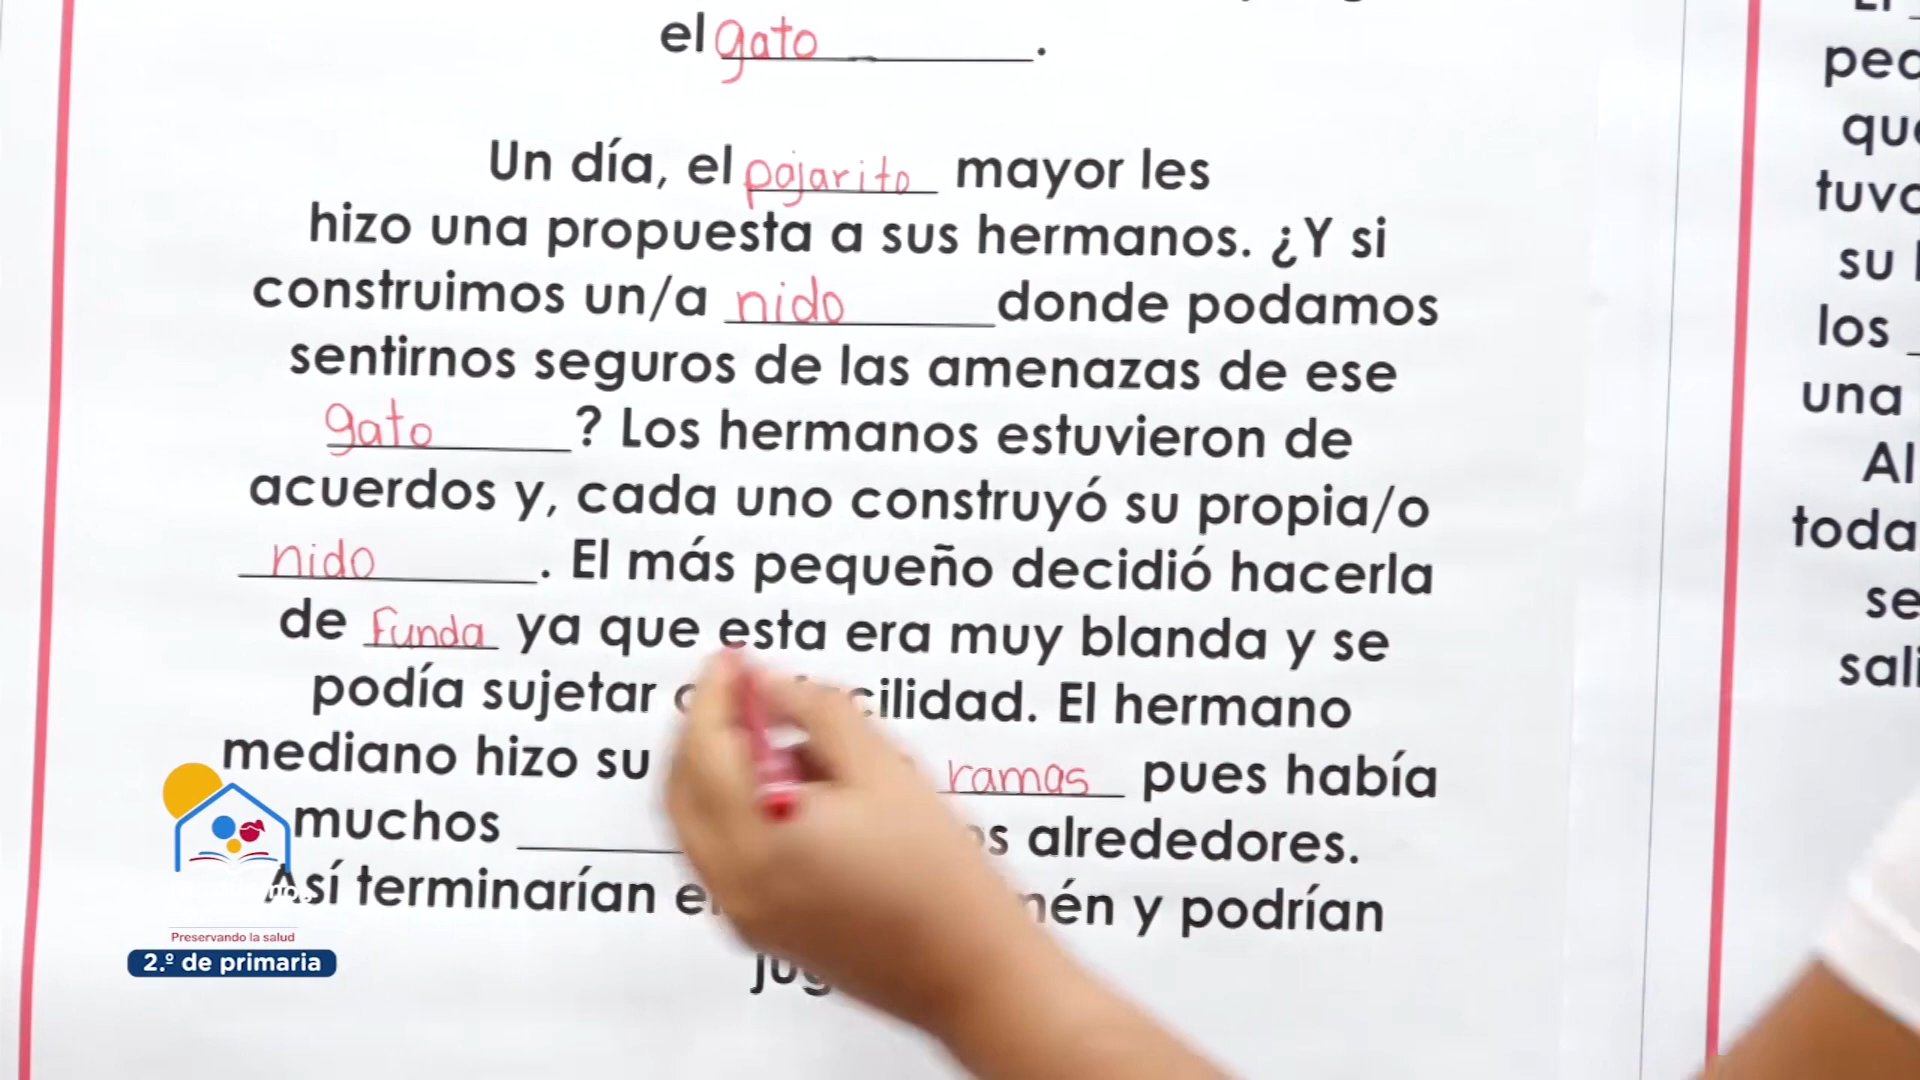 el gato .
Un día, el pajarito mayor les
hizo una propuesta a sus hermanos. ¿Y si
construimos un/a nido donde podamos
sentirnos seguros de las amenazas de ese
gato ? Los hermanos estuvieron de
acuerdos y, cada uno construyó su propia/o
nido . El más pequeño decidió hacerla
de funda ya que esta era muy blanda y se
podía sujetar cilidad. El hermano
mediano hizo su ramas pues había
muchos alrededores.
Así terminarían y podrían
Preservando la salud
2.º de primaria
que
su
los
una
Al
toda
se
sali